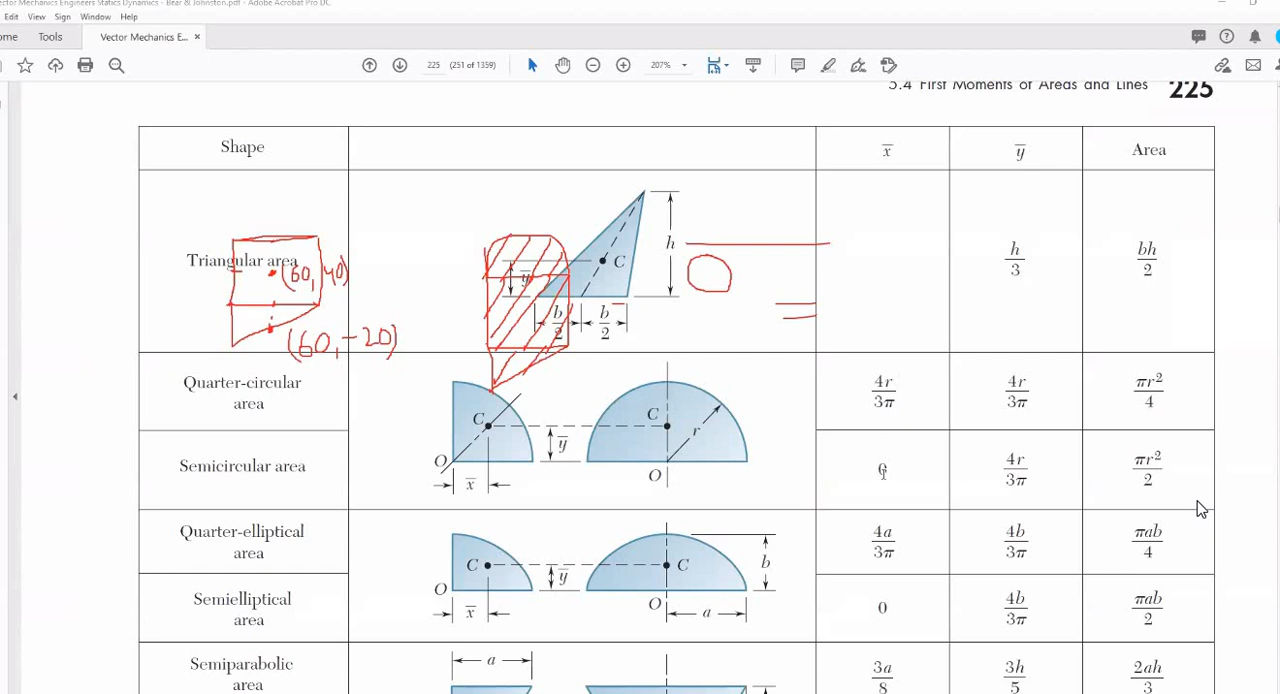 Vector Mechanics Engineers Statics Dynamics - Bear & Johnston.pdf - Adobe Acrobat Pro DC
Edit View Sign Window Help
Tools Vector Mechanics E... ×
225 (251 of 1359) 207%
5.4 First Moments of Areas and Lines 225
Shape x̄ ȳ Area
Triangular area h/3 bh/2
(60, 40)
(60, -20)
h
C
ȳ
b/2 b/2
Quarter-circular area 4r/3π 4r/3π πr²/4
C C
ȳ r
O O
x̄
Semicircular area 0 4r/3π πr²/2
Quarter-elliptical area 4a/3π 4b/3π πab/4
C C
ȳ b
O O
x̄ a
Semielliptical area 0 4b/3π πab/2
Semiparabolic area 3a/8 3h/5 2ah/3
a